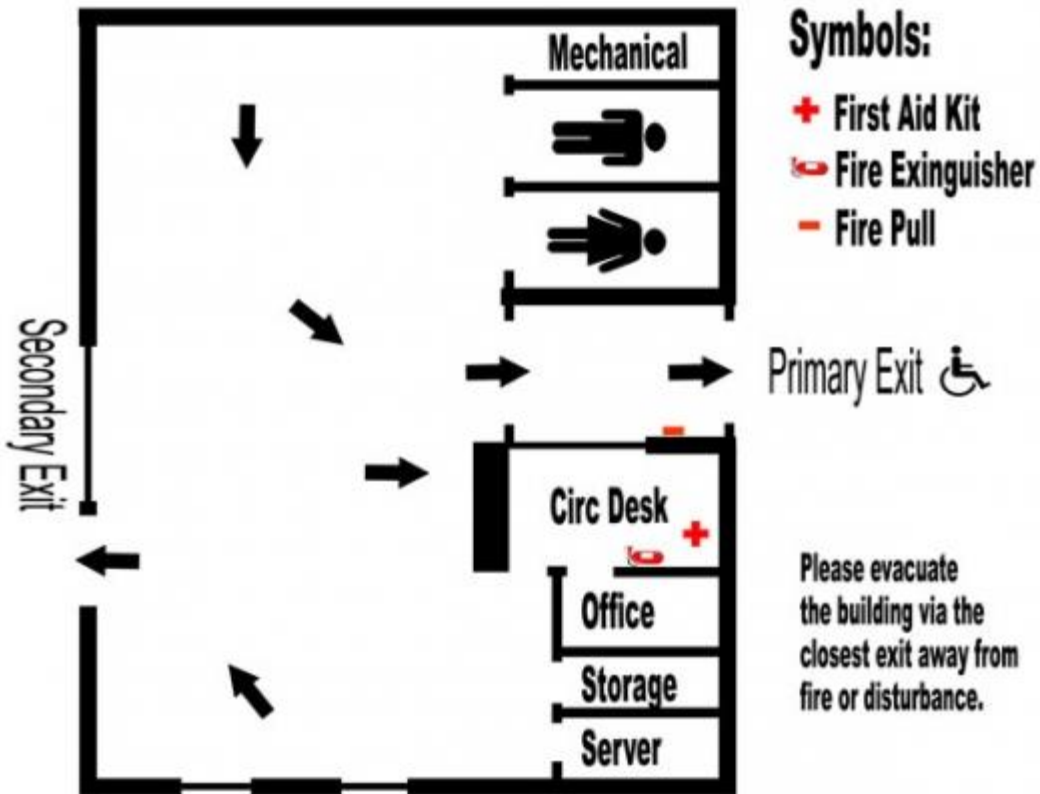 Mechanical
Symbols:
First Aid Kit
Fire Exinguisher
Fire Pull
Secondary Exit
Primary Exit
Circ Desk
Office
Storage
Server
Please evacuate
the building via the
closest exit away from
fire or disturbance.